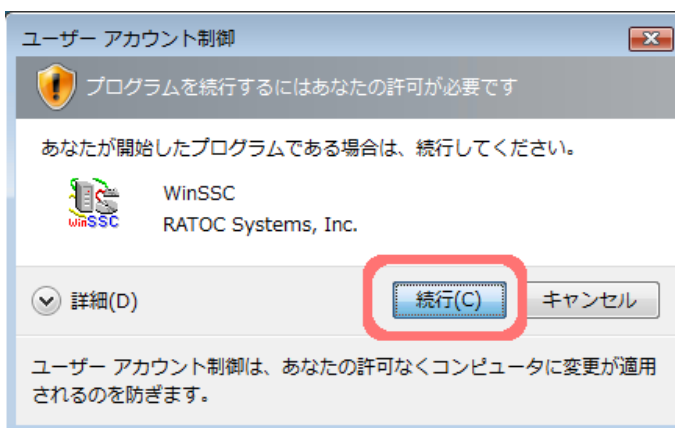 ユーザー アカウント制御
プログラムを続行するにはあなたの許可が必要です
あなたが開始したプログラムである場合は、続行してください。
WinSSC
WinSSC
RATOC Systems, Inc.
詳細(D)
続行(C)
キャンセル
ユーザー アカウント制御は、あなたの許可なくコンピュータに変更が適用
されるのを防ぎます。